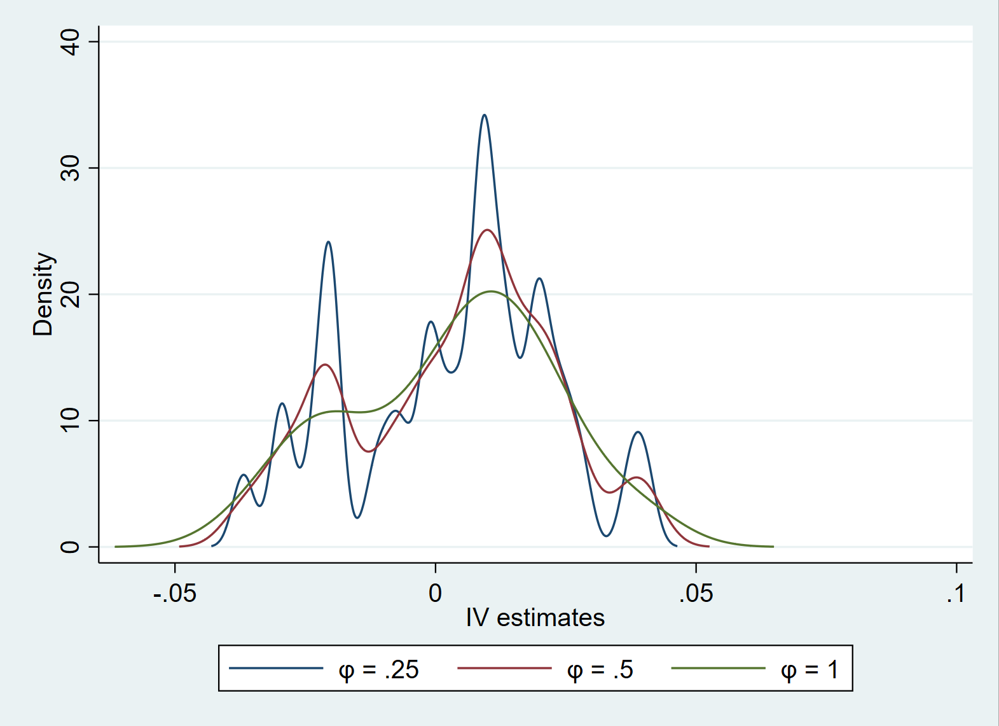 40
30
20
10
0
Density
-.05 0 .05 .1
IV estimates
φ = .25 φ = .5 φ = 1